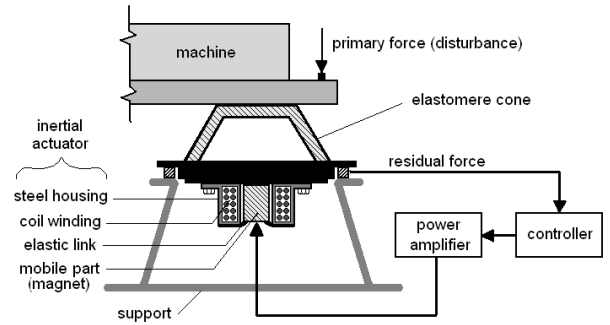 machine
primary force (disturbance)
elastomere cone
inertial
actuator
residual force
steel housing
coil winding
elastic link
mobile part
(magnet)
support
power
amplifier
controller